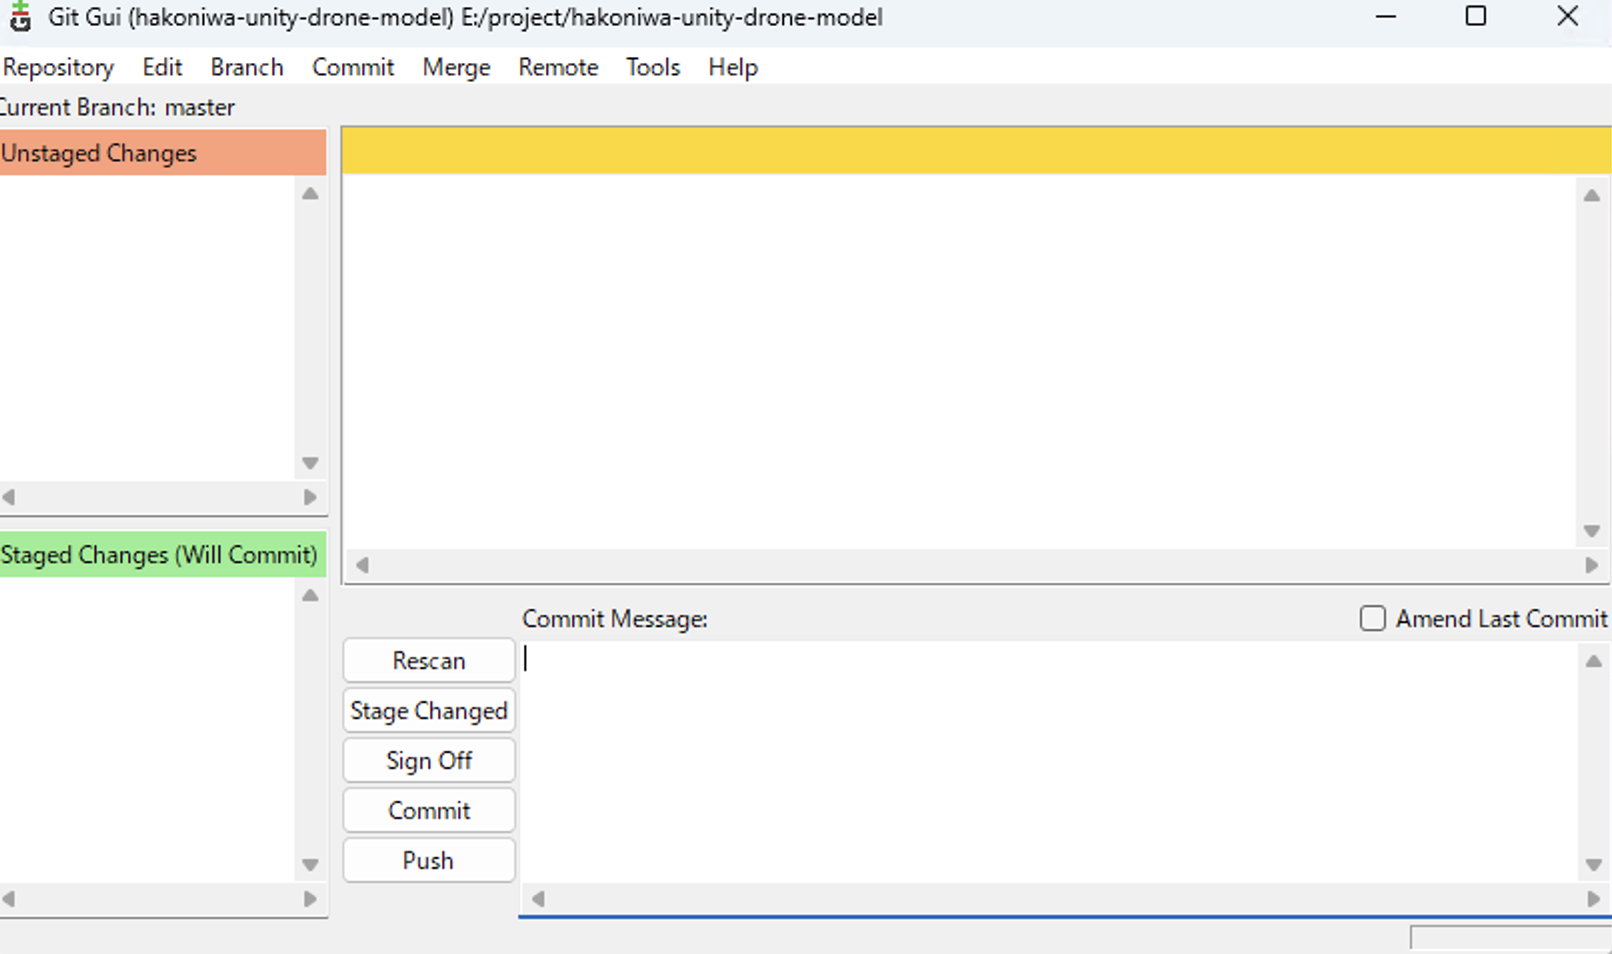 Git Gui (hakoniwa-unity-drone-model) E:/project/hakoniwa-unity-drone-model
Repository Edit Branch Commit Merge Remote Tools Help
Current Branch: master
Unstaged Changes
Staged Changes (Will Commit)
Commit Message:
Amend Last Commit
Rescan
Stage Changed
Sign Off
Commit
Push